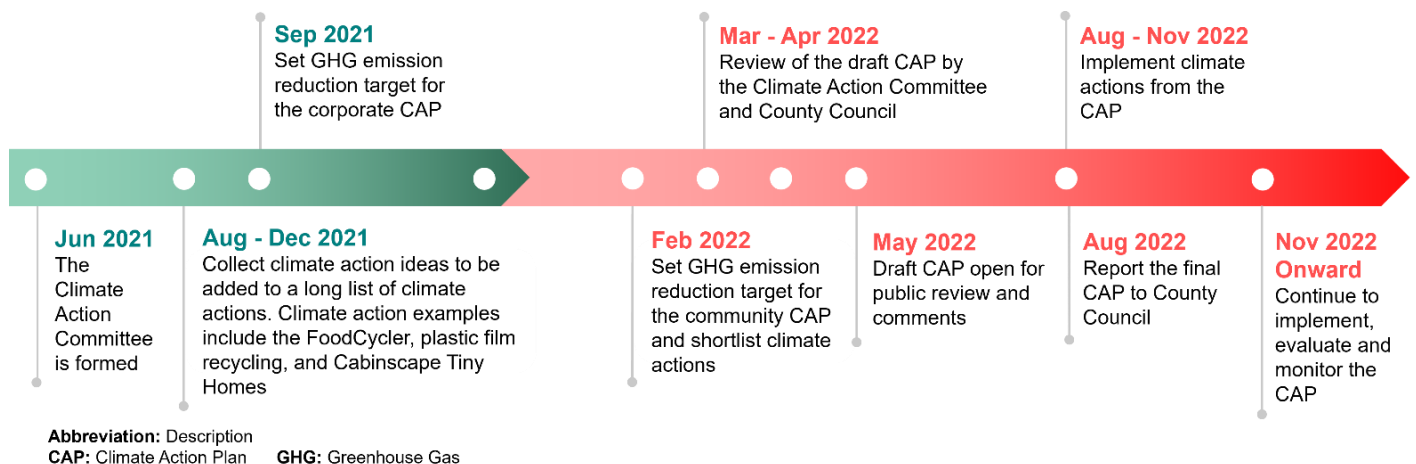 Sep 2021
Set GHG emission
reduction target for
the corporate CAP
Mar - Apr 2022
Review of the draft CAP by
the Climate Action Committee
and County Council
Aug - Nov 2022
Implement climate
actions from the
CAP
Jun 2021
The
Climate
Action
Committee
is formed
Aug - Dec 2021
Collect climate action ideas to be
added to a long list of climate
actions. Climate action examples
include the FoodCycler, plastic film
recycling, and Cabinscape Tiny
Homes
Feb 2022
Set GHG emission
reduction target for
the community CAP
and shortlist climate
actions
May 2022
Draft CAP open for
public review and
comments
Aug 2022
Report the final
CAP to County
Council
Nov 2022
Onward
Continue to
implement,
evaluate and
monitor the
CAP
Abbreviation: Description
CAP: Climate Action Plan GHG: Greenhouse Gas